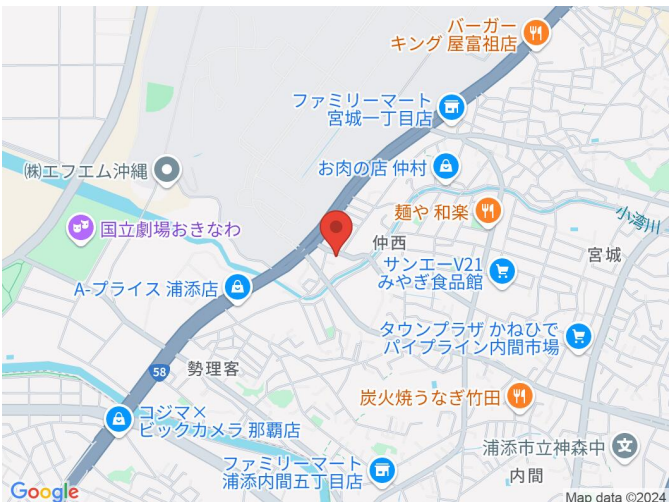 バーガー
キング 屋富祖店
ファミリーマート
宮城一丁目店
お肉の店 仲村
(株)エフエム沖縄
麺や 和楽
小湾川
国立劇場おきなわ
仲西
宮城
サンエーV21
みやぎ食品館
A-プライス 浦添店
タウンプラザ かねひで
パイプライン内間市場
58
勢理客
炭火焼うなぎ竹田
コジマ×
ビックカメラ 那覇店
浦添市立神森中
文
ファミリーマート
浦添内間五丁目店
内間
Google
Map data ©2024